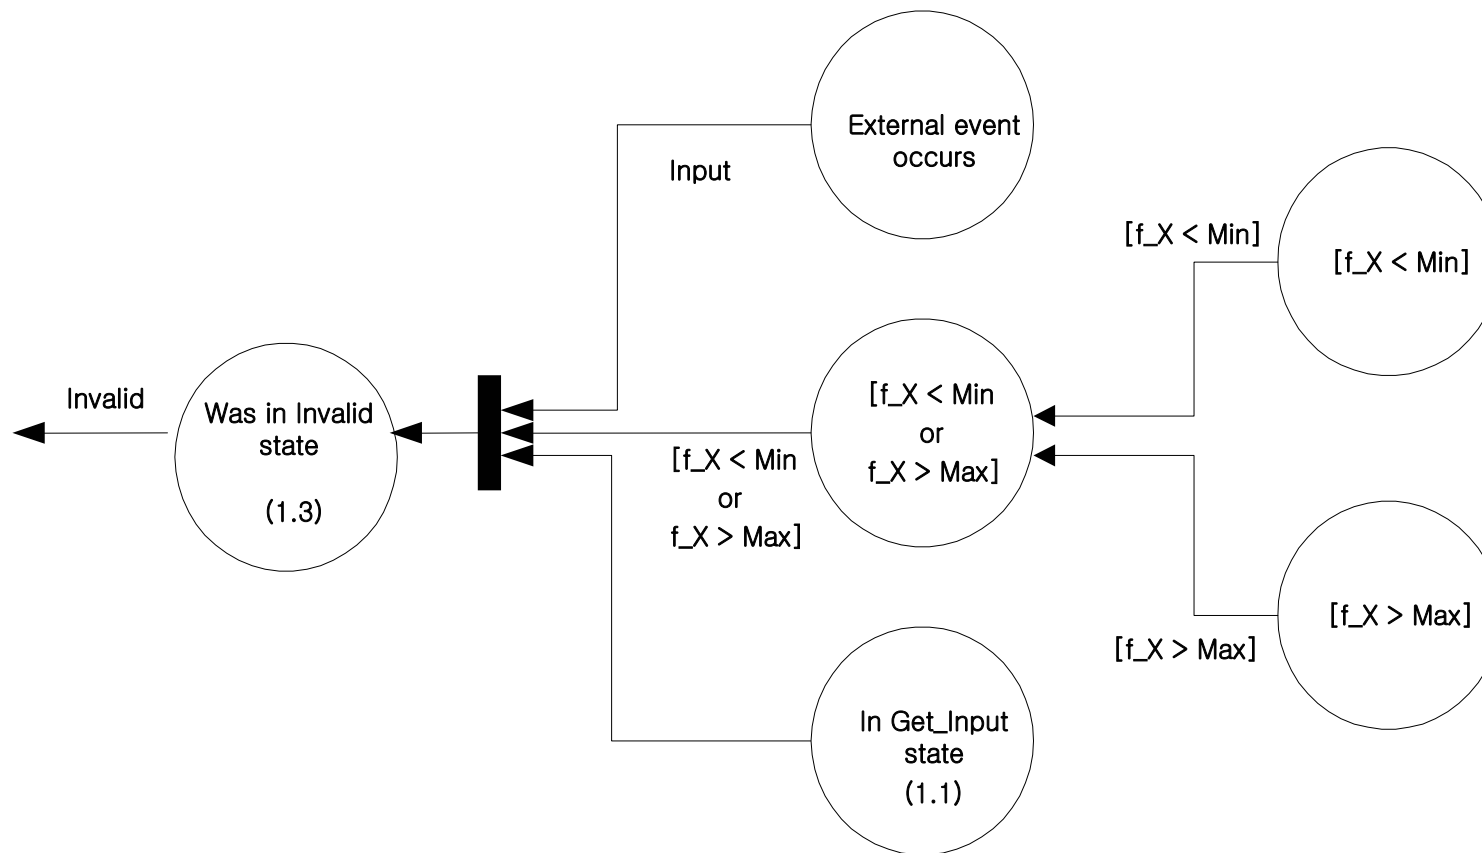 External event
occurs
Input
[f_X < Min]
[f_X < Min]
Invalid
Was in Invalid
state
(1.3)
[f_X < Min
or
f_X > Max]
[f_X < Min
or
f_X > Max]
[f_X > Max]
[f_X > Max]
In Get_Input
state
(1.1)